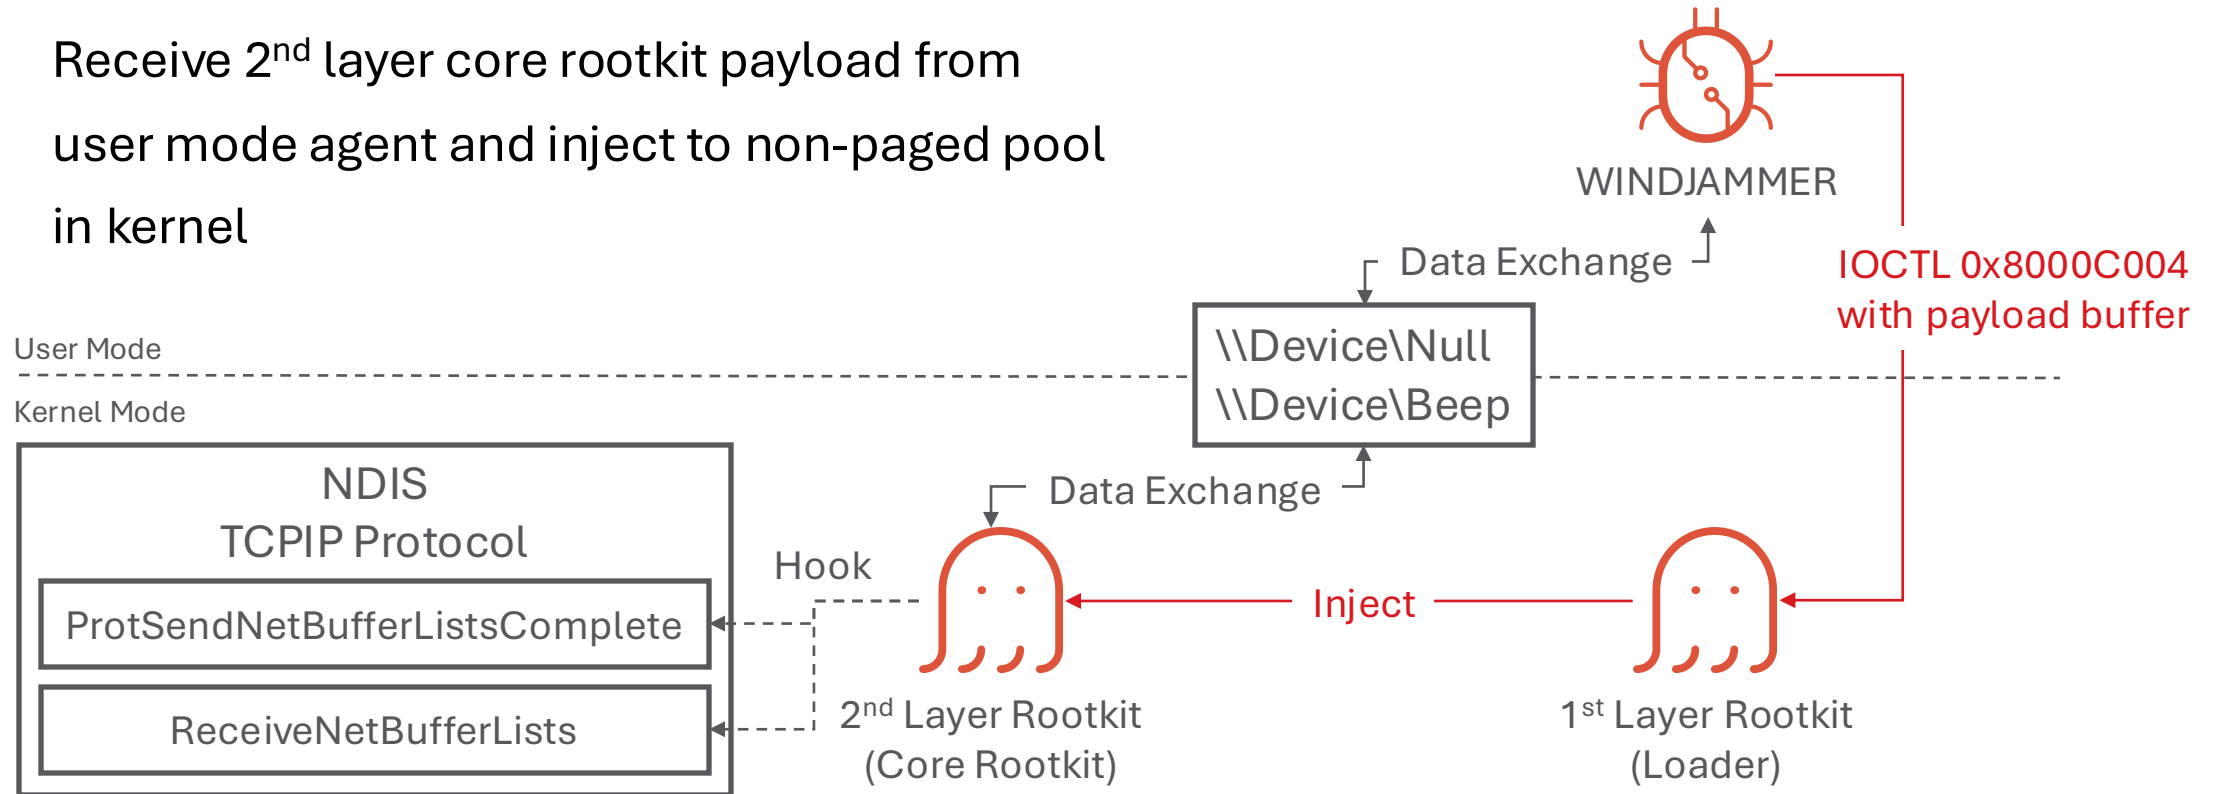 Receive 2nd layer core rootkit payload from
user mode agent and inject to non-paged pool
in kernel
WINDJAMMER
Data Exchange
IOCTL 0x8000C004
with payload buffer
\\Device\Null
\\Device\Beep
User Mode
Kernel Mode
NDIS
TCPIP Protocol
ProtSendNetBufferListsComplete
ReceiveNetBufferLists
Data Exchange
Hook
Inject
2nd Layer Rootkit
(Core Rootkit)
1st Layer Rootkit
(Loader)